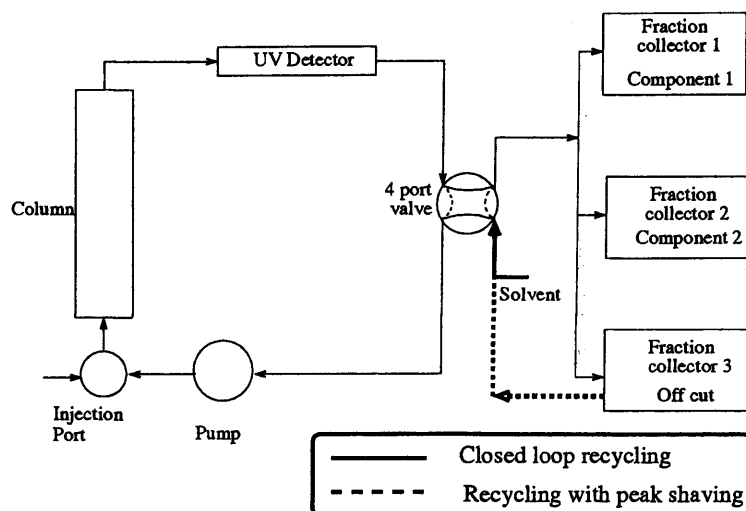 Fraction
collector 1
Component 1
UV Detector
4 port
valve
Column
Fraction
collector 2
Component 2
Solvent
Fraction
collector 3
Off cut
Injection
Port
Pump
Closed loop recycling
Recycling with peak shaving